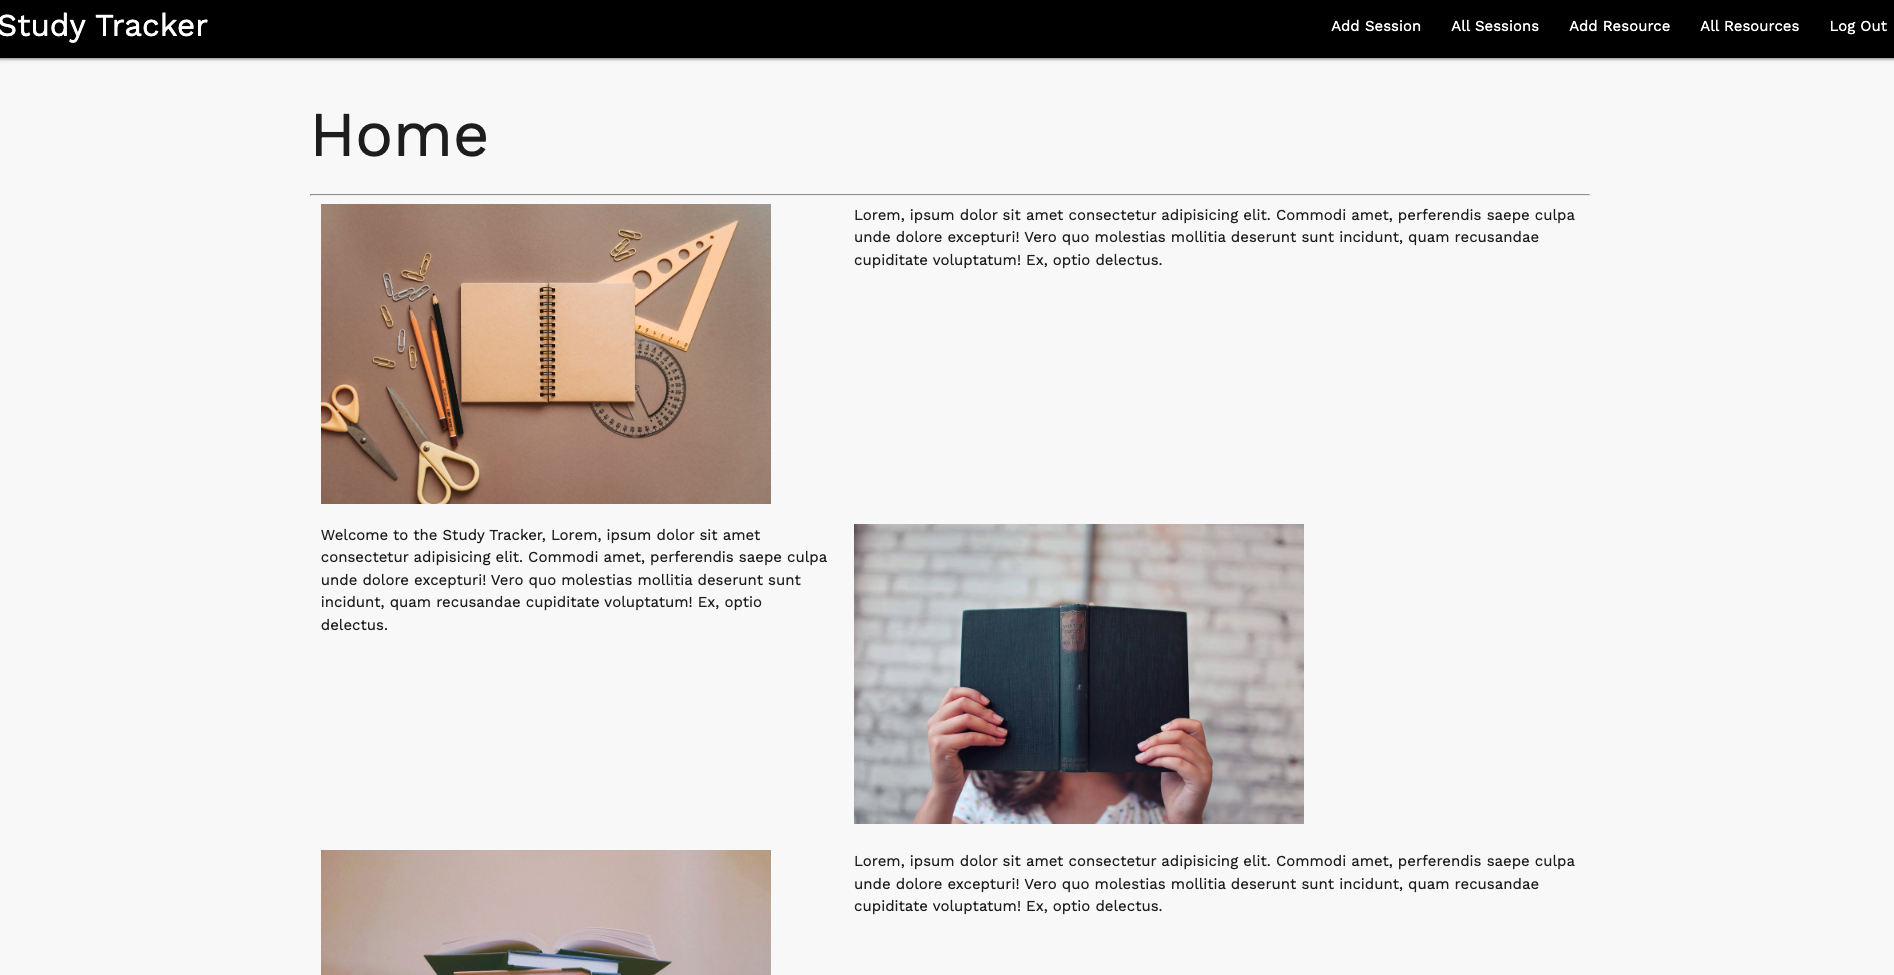 Study Tracker
Add Session
All Sessions
Add Resource
All Resources
Log Out
Home
Lorem, ipsum dolor sit amet consectetur adipisicing elit. Commodi amet, perferendis saepe culpa
unde dolore excepturi! Vero quo molestias mollitia deserunt sunt incidunt, quam recusandae
cupiditate voluptatum! Ex, optio delectus.
Welcome to the Study Tracker, Lorem, ipsum dolor sit amet
consectetur adipisicing elit. Commodi amet, perferendis saepe culpa
unde dolore excepturi! Vero quo molestias mollitia deserunt sunt
incidunt, quam recusandae cupiditate voluptatum! Ex, optio
delectus.
Lorem, ipsum dolor sit amet consectetur adipisicing elit. Commodi amet, perferendis saepe culpa
unde dolore excepturi! Vero quo molestias mollitia deserunt sunt incidunt, quam recusandae
cupiditate voluptatum! Ex, optio delectus.